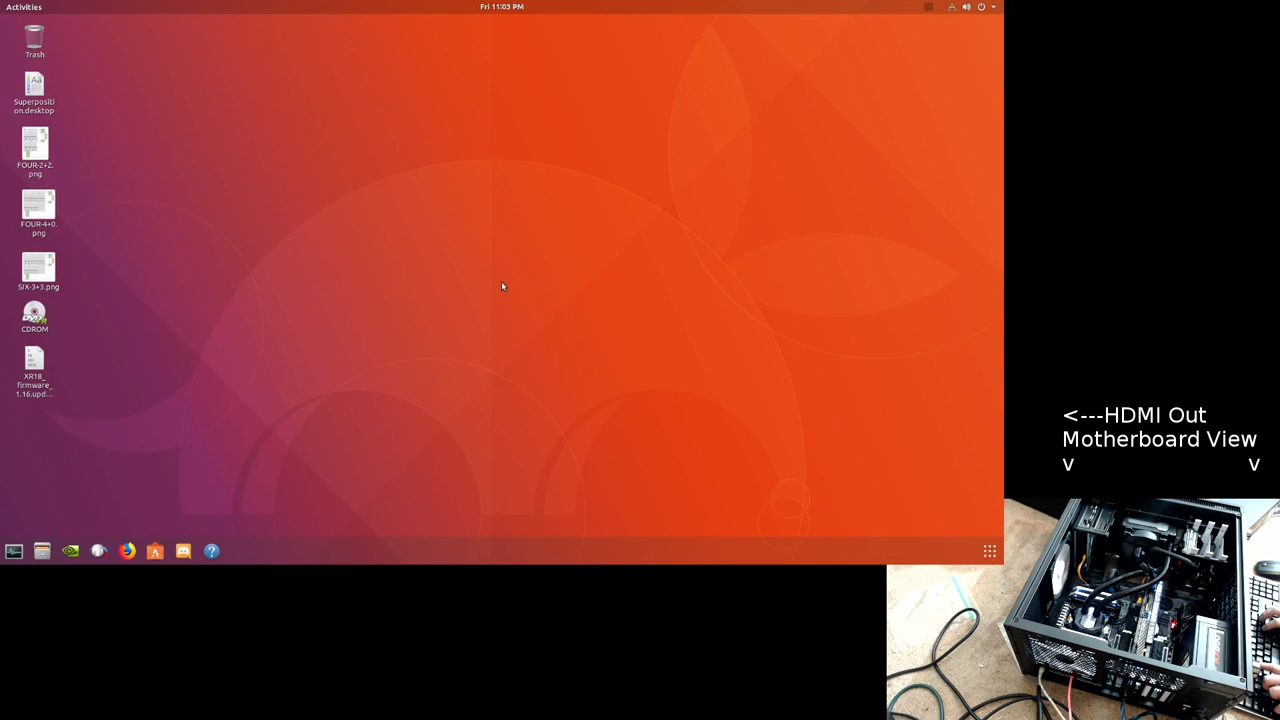 Activities
Fri 11:03 PM
Trash
Superpositi
on.desktop
FOUR-2+2.
png
FOUR-4+0.
png
SIX-3+3.png
CDROM
XR18_
firmware_
1.16.upd...
<---HDMI Out
Motherboard View
v v